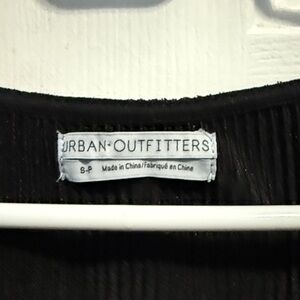 URBAN OUTFITTERS
S-P Made in China/Fabriqué en Chine